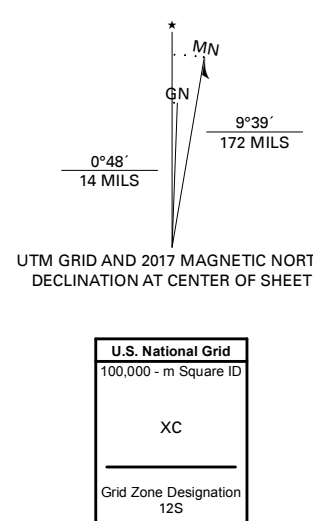 MN
GN
9°39´
172 MILS
0°48´
14 MILS
UTM GRID AND 2017 MAGNETIC NORT
DECLINATION AT CENTER OF SHEET
U.S. National Grid
100,000 - m Square ID
XC
Grid Zone Designation
12S